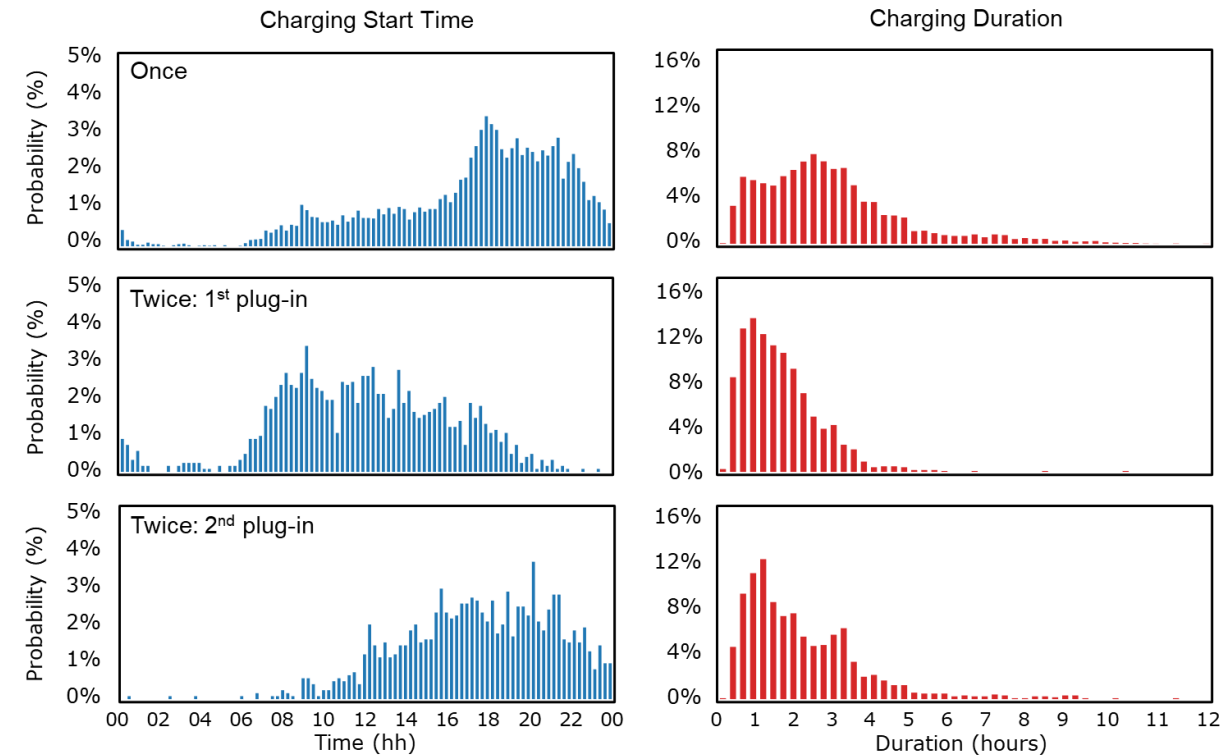 Charging Start Time
Charging Duration
Probability (%)
5%
4%
3%
2%
1%
0%
Once
16%
12%
8%
4%
0%
Probability (%)
5%
4%
3%
2%
1%
0%
Twice: 1st plug-in
16%
12%
8%
4%
0%
Probability (%)
5%
4%
3%
2%
1%
0%
Twice: 2nd plug-in
16%
12%
8%
4%
0%
00 02 04 06 08 10 12 14 16 18 20 22 00
Time (hh)
0 1 2 3 4 5 6 7 8 9 10 11 12
Duration (hours)